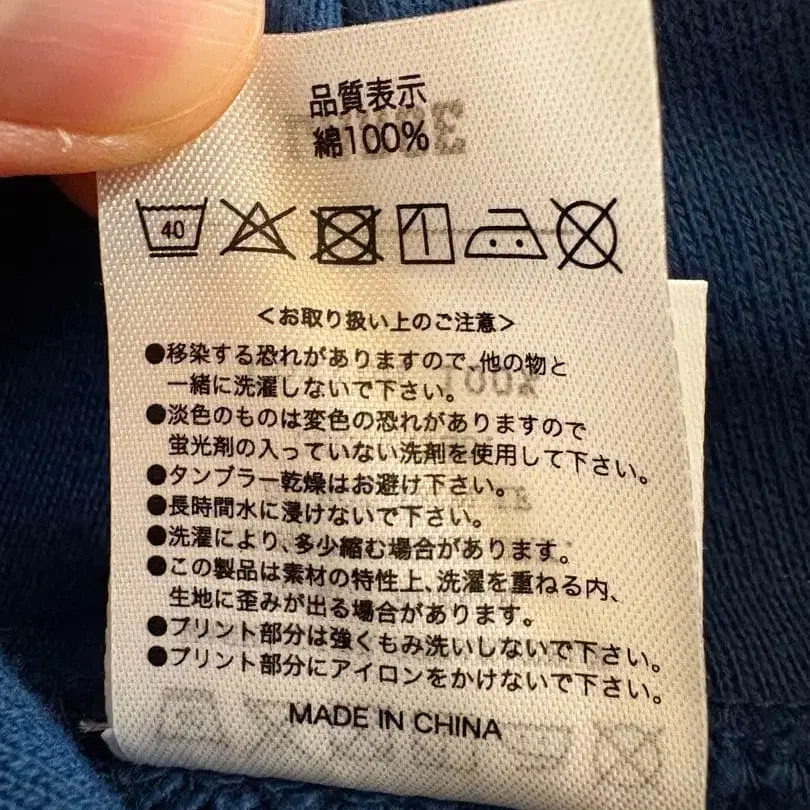 品質表示
綿100%
40
＜お取り扱い上のご注意＞
●移染する恐れがありますので、他の物と
一緒に洗濯しないで下さい。
●淡色のものは変色の恐れがありますので
蛍光剤の入っていない洗剤を使用して下さい。
●タンブラー乾燥はお避け下さい。
●長時間水に浸けないで下さい。
●洗濯により、多少縮む場合があります。
●この製品は素材の特性上、洗濯を重ねる内、
生地に歪みが出る場合があります。
●プリント部分は強くもみ洗いしないで下さい。
●プリント部分にアイロンをかけないで下さい。
MADE IN CHINA